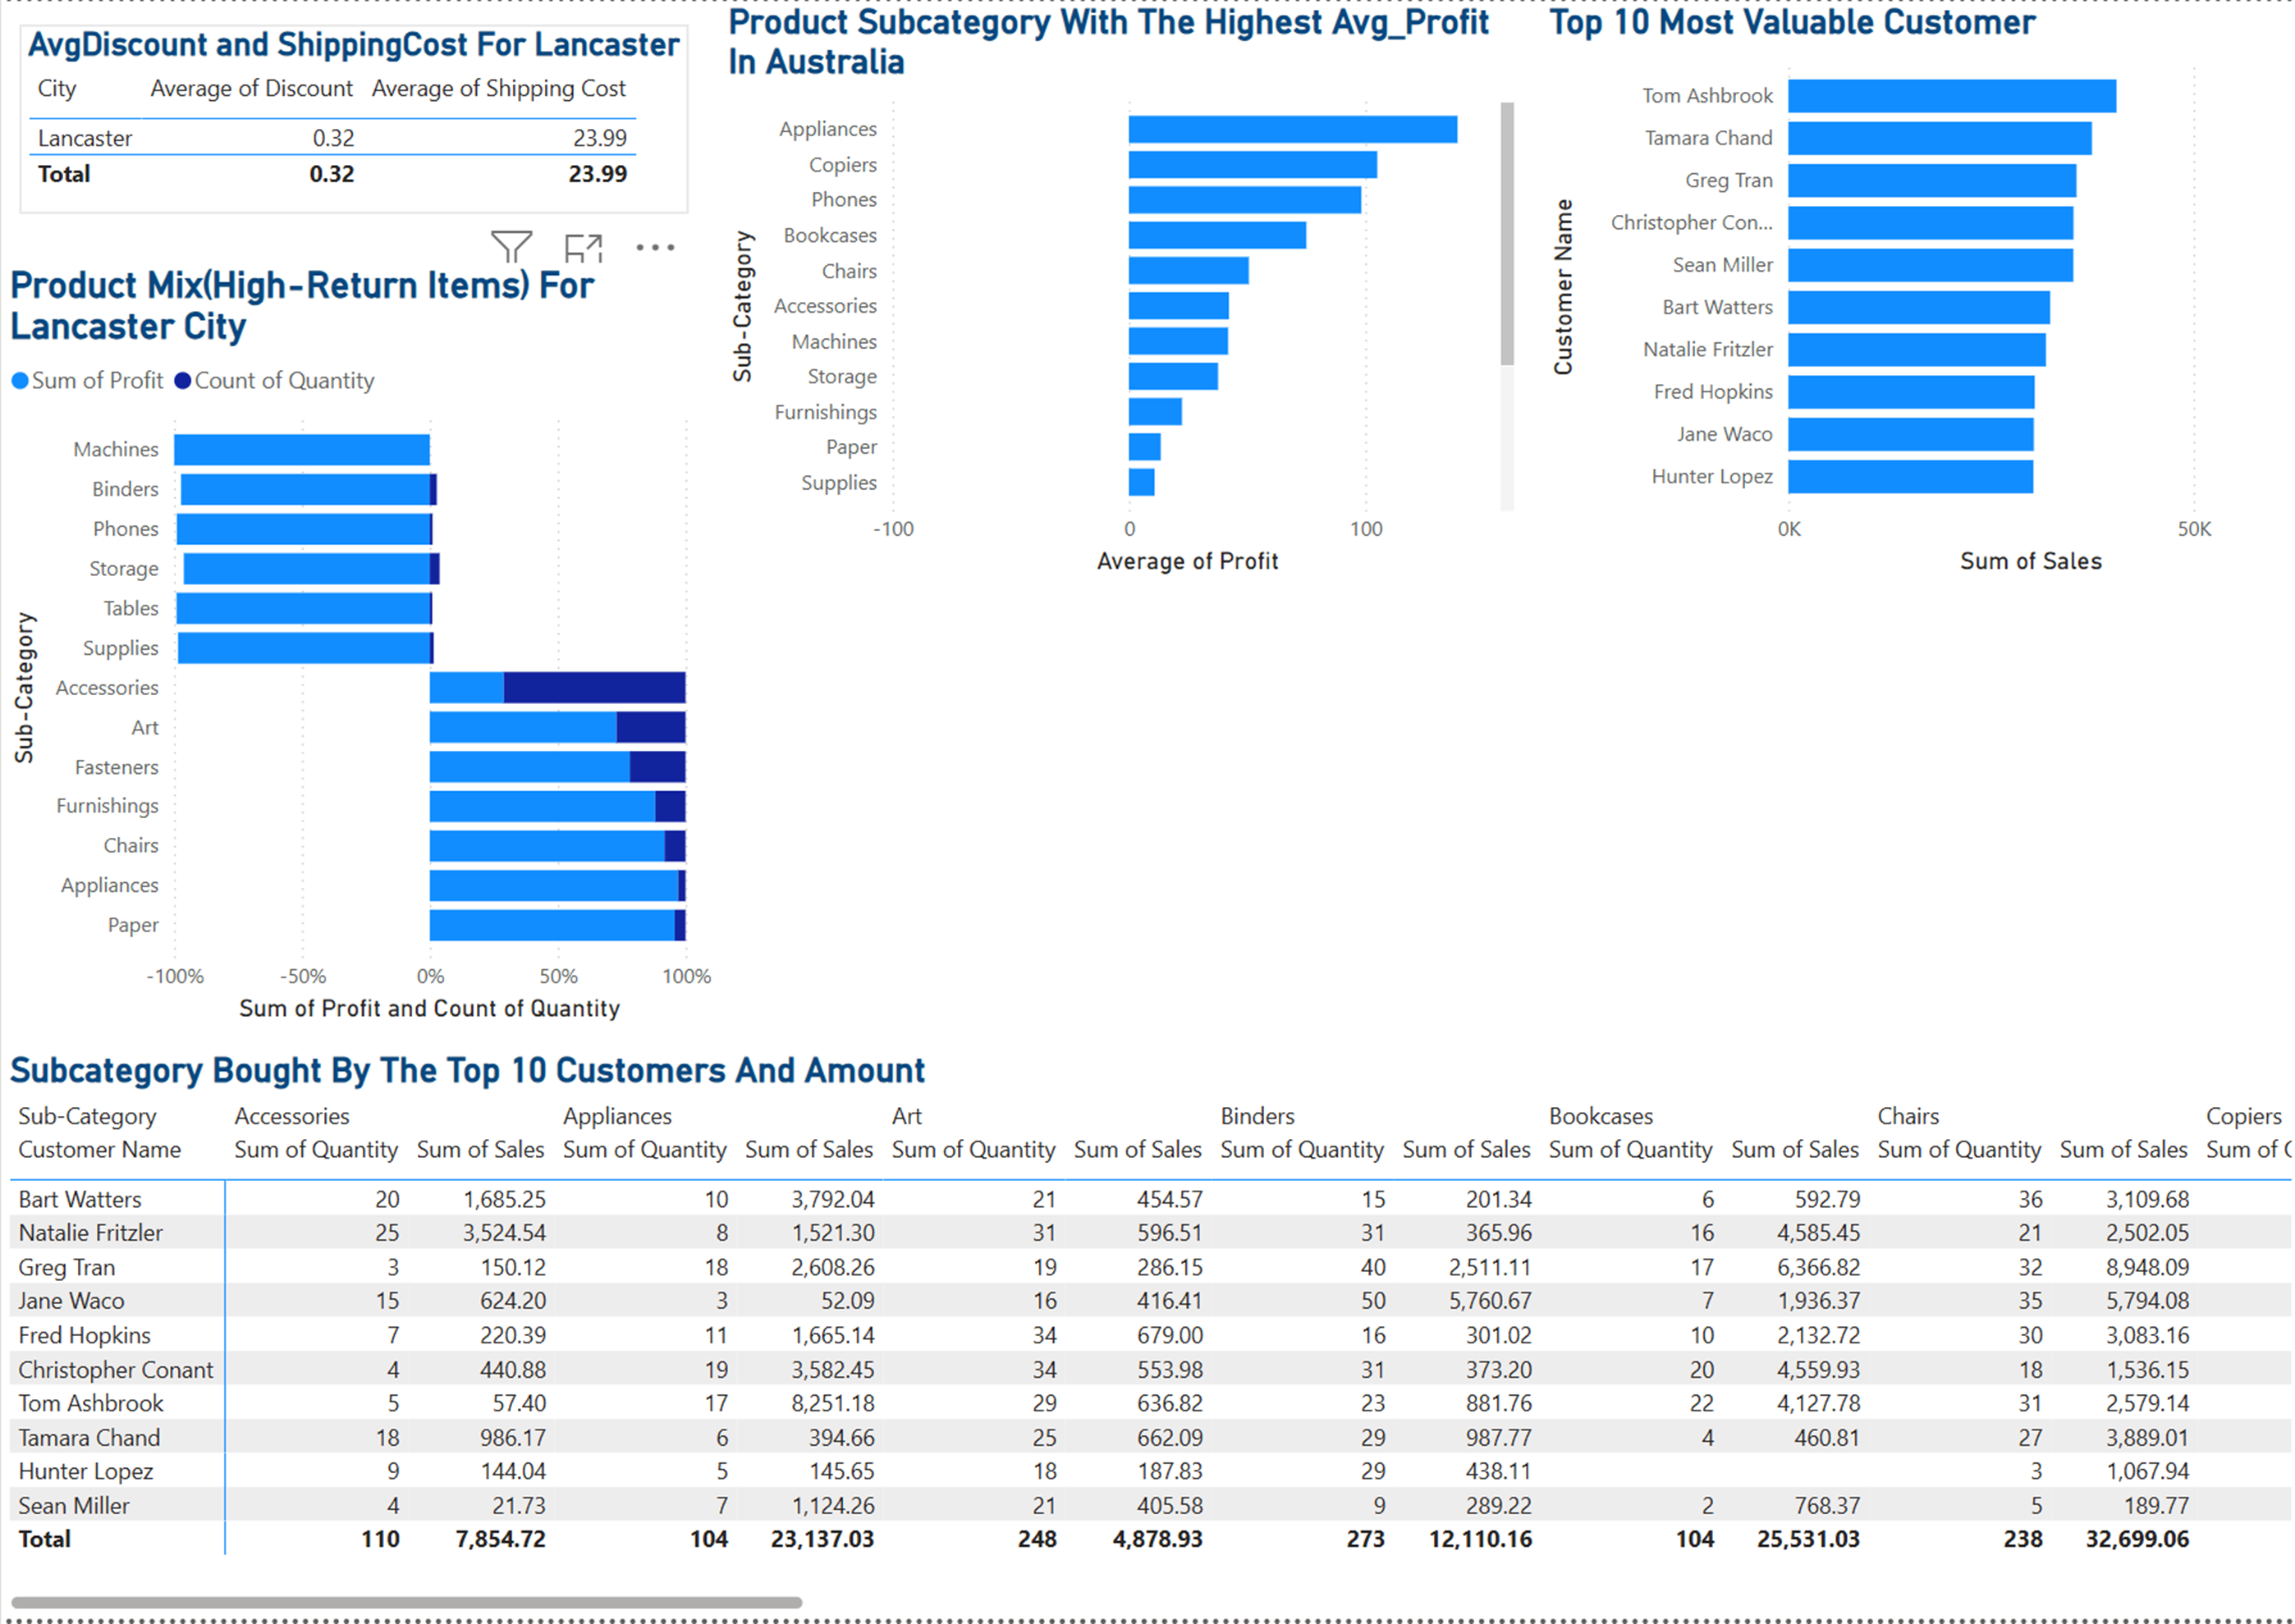 AvgDiscount and ShippingCost For Lancaster
City Average of Discount Average of Shipping Cost
Lancaster 0.32 23.99
Total 0.32 23.99
Product Mix(High-Return Items) For
Lancaster City
Sum of Profit Count of Quantity
Sub-Category
Machines
Binders
Phones
Storage
Tables
Supplies
Accessories
Art
Fasteners
Furnishings
Chairs
Appliances
Paper
-100% -50% 0% 50% 100%
Sum of Profit and Count of Quantity
Product Subcategory With The Highest Avg_Profit
In Australia
Sub-Category
Appliances
Copiers
Phones
Bookcases
Chairs
Accessories
Machines
Storage
Furnishings
Paper
Supplies
-100 0 100
Average of Profit
Top 10 Most Valuable Customer
Customer Name
Tom Ashbrook
Tamara Chand
Greg Tran
Christopher Con...
Sean Miller
Bart Watters
Natalie Fritzler
Fred Hopkins
Jane Waco
Hunter Lopez
0K 50K
Sum of Sales
Subcategory Bought By The Top 10 Customers And Amount
Sub-Category Accessories Appliances Art Binders Bookcases Chairs Copiers
Customer Name Sum of Quantity Sum of Sales Sum of Quantity Sum of Sales Sum of Quantity Sum of Sales Sum of Quantity Sum of Sales Sum of Quantity Sum of Sales Sum of Quantity Sum of Sales Sum of
Bart Watters 20 1,685.25 10 3,792.04 21 454.57 15 201.34 6 592.79 36 3,109.68
Natalie Fritzler 25 3,524.54 8 1,521.30 31 596.51 31 365.96 16 4,585.45 21 2,502.05
Greg Tran 3 150.12 18 2,608.26 19 286.15 40 2,511.11 17 6,366.82 32 8,948.09
Jane Waco 15 624.20 3 52.09 16 416.41 50 5,760.67 7 1,936.37 35 5,794.08
Fred Hopkins 7 220.39 11 1,665.14 34 679.00 16 301.02 10 2,132.72 30 3,083.16
Christopher Conant 4 440.88 19 3,582.45 34 553.98 31 373.20 20 4,559.93 18 1,536.15
Tom Ashbrook 5 57.40 17 8,251.18 29 636.82 23 881.76 22 4,127.78 31 2,579.14
Tamara Chand 18 986.17 6 394.66 25 662.09 29 987.77 4 460.81 27 3,889.01
Hunter Lopez 9 144.04 5 145.65 18 187.83 29 438.11 3 1,067.94
Sean Miller 4 21.73 7 1,124.26 21 405.58 9 289.22 2 768.37 5 189.77
Total 110 7,854.72 104 23,137.03 248 4,878.93 273 12,110.16 104 25,531.03 238 32,699.06